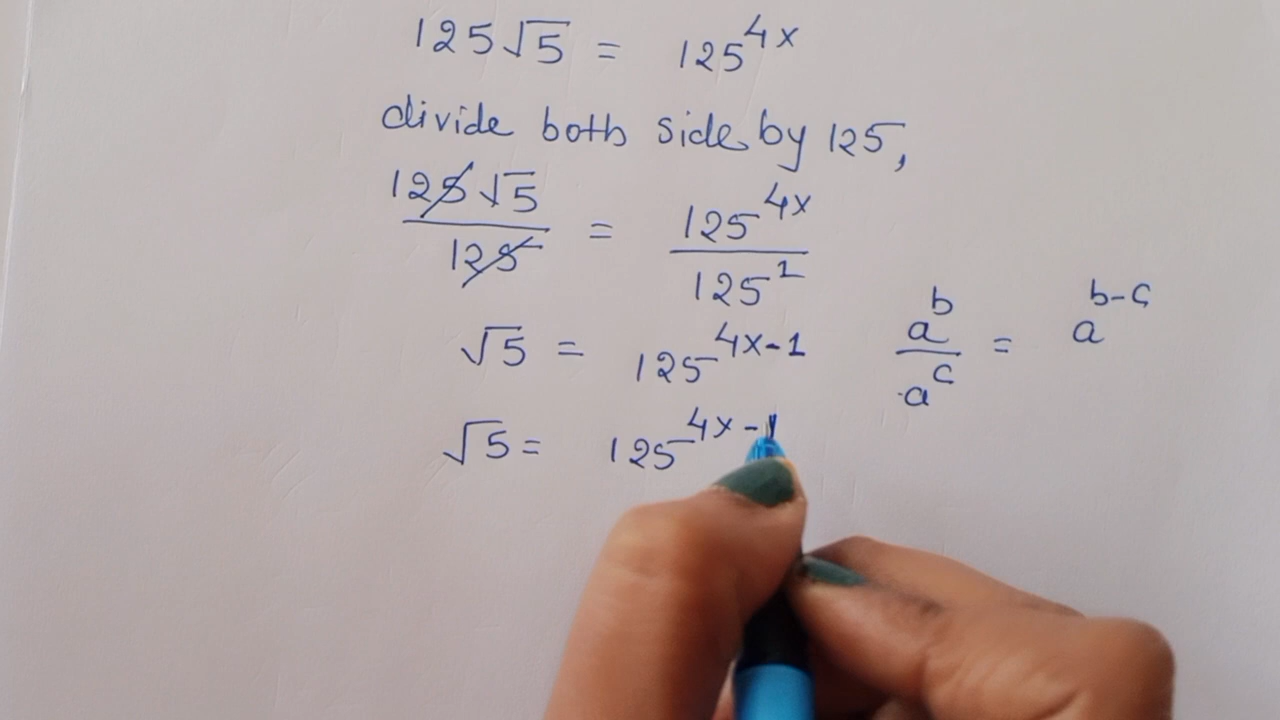 125√5 = 125^4x
divide both side by 125,
125√5 / 125 = 125^4x / 125^1
√5 = 125^4x-1
a^b / a^c = a^b-c
√5 = 125^4x-1